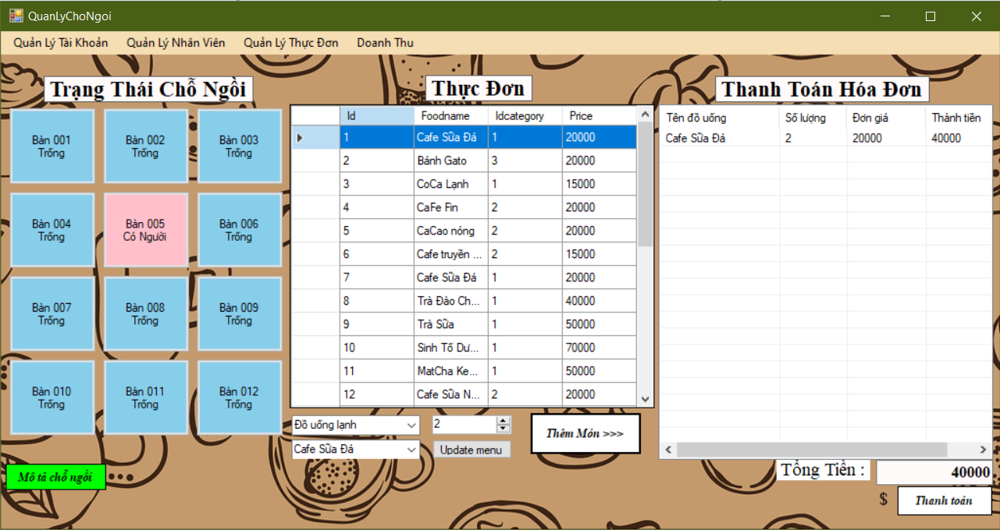 QuanLyChoNgoi
Quản Lý Tài Khoản Quản Lý Nhân Viên Quản Lý Thực Đơn Doanh Thu
Trạng Thái Chỗ Ngồi
Bàn 001
Trống
Bàn 002
Trống
Bàn 003
Trống
Bàn 004
Trống
Bàn 005
Có Người
Bàn 006
Trống
Bàn 007
Trống
Bàn 008
Trống
Bàn 009
Trống
Bàn 010
Trống
Bàn 011
Trống
Bàn 012
Trống
Mô tả chỗ ngồi
Thực Đơn
Id Foodname Idcategory Price
1 Cafe Sữa Đá 1 20000
2 Bánh Gato 3 20000
3 CoCa Lạnh 1 15000
4 CaFe Fin 2 20000
5 CaCao nóng 2 20000
6 Cafe truyền ... 2 15000
7 Cafe Sữa Đá 1 20000
8 Trà Đào Ch... 1 40000
9 Trà Sữa 1 50000
10 Sinh Tố Dư... 1 70000
11 MatCha Ke... 1 50000
12 Cafe Sữa N... 2 20000
Đồ uống lạnh 2
Cafe Sữa Đá Update menu
Thêm Món >>>
Thanh Toán Hóa Đơn
Tên đồ uống Số lượng Đơn giá Thành tiên
Cafe Sữa Đá 2 20000 40000
Tổng Tiền : 40000
$ Thanh toán